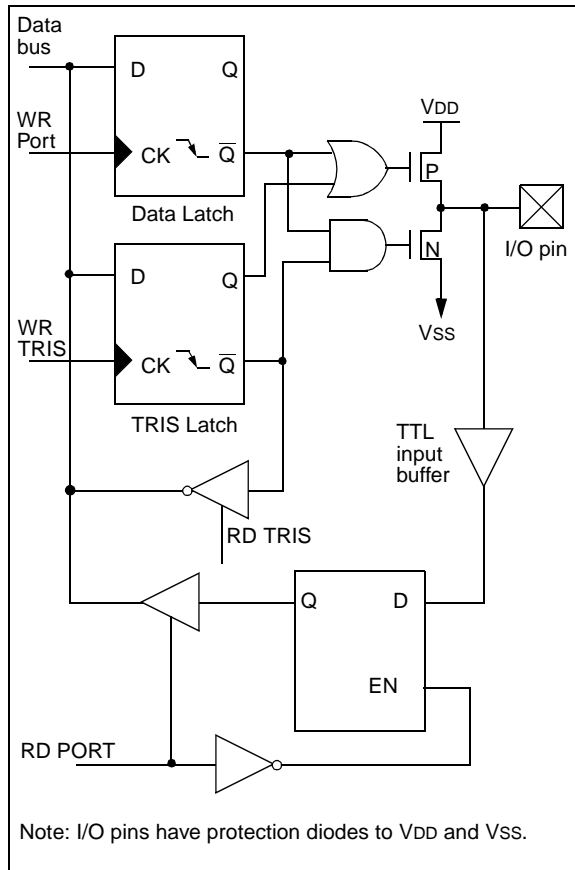 Data
bus
D Q
WR
Port
CK Q
Data Latch
VDD
P
N
I/O pin
VSS
D Q
WR
TRIS
CK Q
TRIS Latch
TTL
input
buffer
RD TRIS
Q D
EN
RD PORT
Note: I/O pins have protection diodes to VDD and VSS.